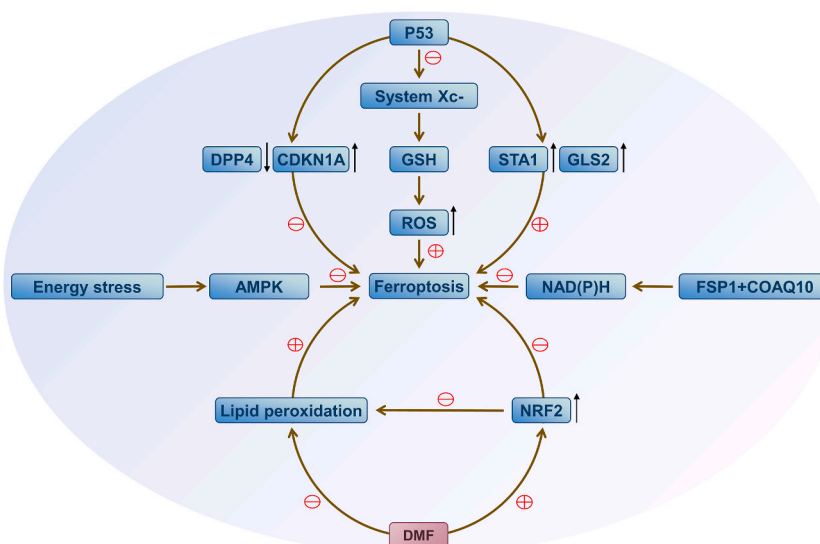 P53
System Xc-
DPP4 CDKN1A GSH STA1 GLS2
ROS
Energy stress AMPK Ferroptosis NAD(P)H FSP1+COAQ10
Lipid peroxidation NRF2
DMF